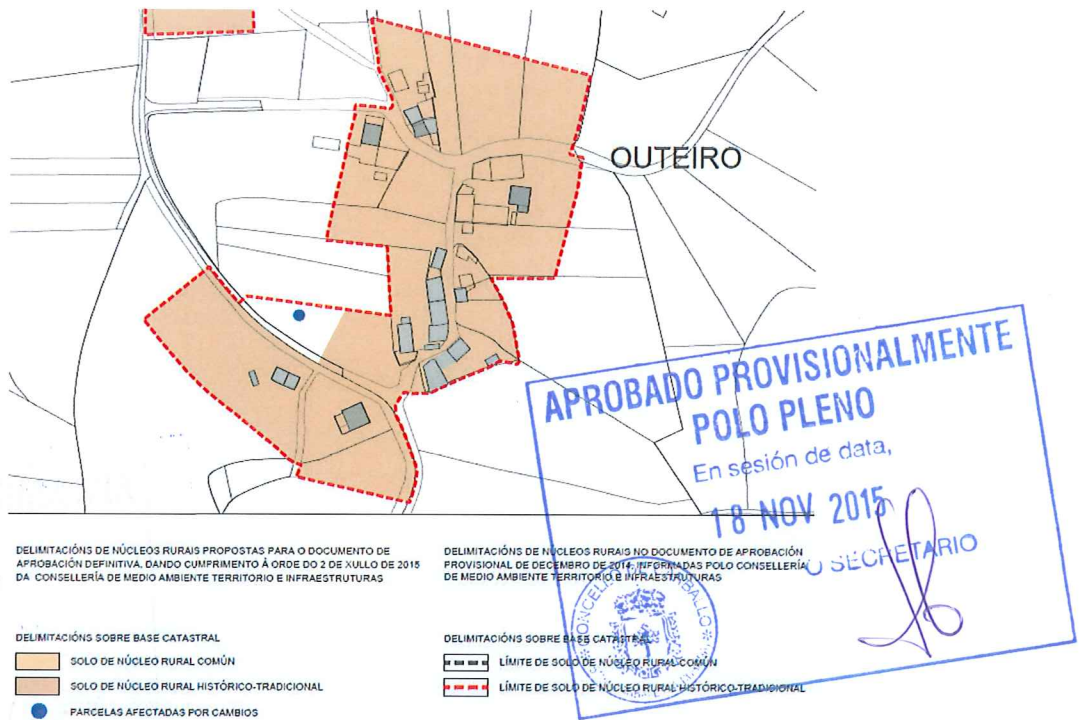 OUTEIRO
APROBADO PROVISIONALMENTE
POLO PLENO
En sesión de data,
18 NOV 2015
O SECRETARIO
DELIMITACIÓNS DE NÚCLEOS RURAIS PROPOSTAS PARA O DOCUMENTO DE
APROBACIÓN DEFINITIVA, DANDO CUMPRIMENTO Á ORDE DO 2 DE XULLO DE 2015
DA CONSELLERÍA DE MEDIO AMBIENTE TERRITORIO E INFRAESTRUTURAS
DELIMITACIÓNS SOBRE BASE CATASTRAL
SOLO DE NÚCLEO RURAL COMÚN
SOLO DE NÚCLEO RURAL HISTÓRICO-TRADICIONAL
PARCELAS AFECTADAS POR CAMBIOS
DELIMITACIÓNS DE NÚCLEOS RURAIS NO DOCUMENTO DE APROBACIÓN
PROVISIONAL DE DECEMBRO DE 2014, INFORMADAS POLO CONSELLERÍA
DE MEDIO AMBIENTE TERRITORIO E INFRAESTRUTURAS
DELIMITACIÓNS SOBRE BASE CATASTRAL
LÍMITE DE SOLO DE NÚCLEO RURAL COMÚN
LÍMITE DE SOLO DE NÚCLEO RURAL HISTÓRICO-TRADICIONAL